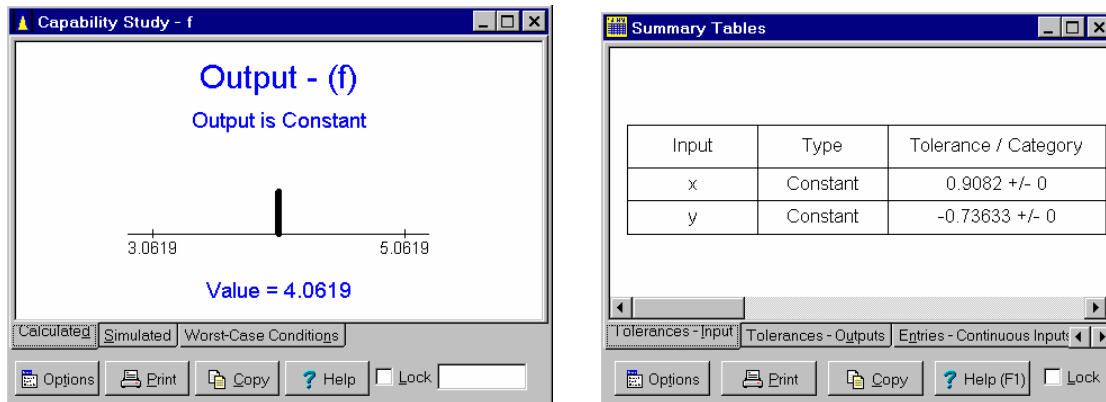 Capability Study - f
Output - (f)
Output is Constant
3.0619 5.0619
Value = 4.0619
Calculated Simulated Worst-Case Conditions
Options Print Copy Help Lock
Summary Tables
Input Type Tolerance / Category
x Constant 0.9082 +/- 0
y Constant -0.73633 +/- 0
Tolerances - Input Tolerances - Outputs Entries - Continuous Inputs
Options Print Copy Help (F1) Lock